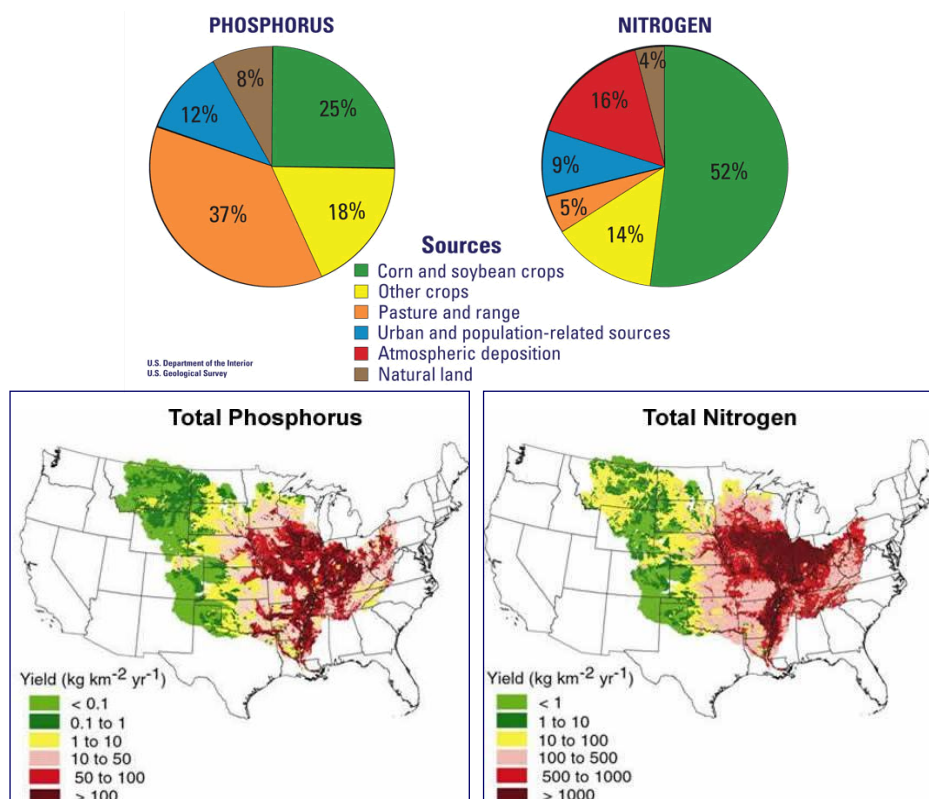 PHOSPHORUS
8%
25%
12%
37%
18%
NITROGEN
4%
16%
52%
9%
5%
14%
Sources
Corn and soybean crops
Other crops
Pasture and range
Urban and population-related sources
Atmospheric deposition
Natural land
U.S. Department of the Interior
U.S. Geological Survey
Total Phosphorus
Yield (kg km⁻² yr⁻¹)
< 0.1
0.1 to 1
1 to 10
10 to 50
50 to 100
> 100
Total Nitrogen
Yield (kg km⁻² yr⁻¹)
< 1
1 to 10
10 to 100
100 to 500
500 to 1000
> 1000